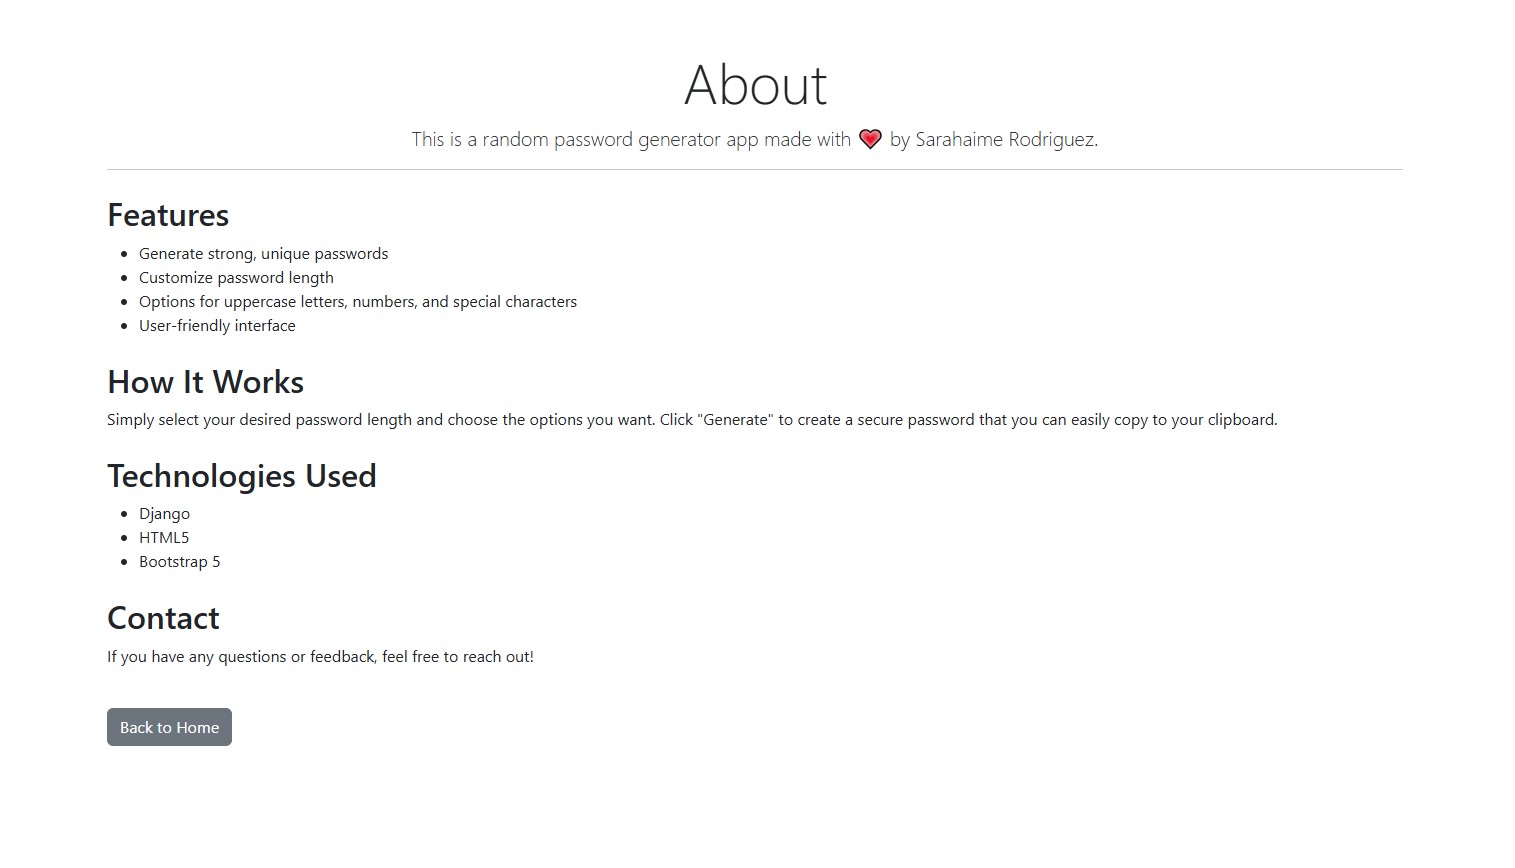 About
This is a random password generator app made with 💗 by Sarahaime Rodriguez.
Features
• Generate strong, unique passwords
• Customize password length
• Options for uppercase letters, numbers, and special characters
• User-friendly interface
How It Works
Simply select your desired password length and choose the options you want. Click "Generate" to create a secure password that you can easily copy to your clipboard.
Technologies Used
• Django
• HTML5
• Bootstrap 5
Contact
If you have any questions or feedback, feel free to reach out!
Back to Home